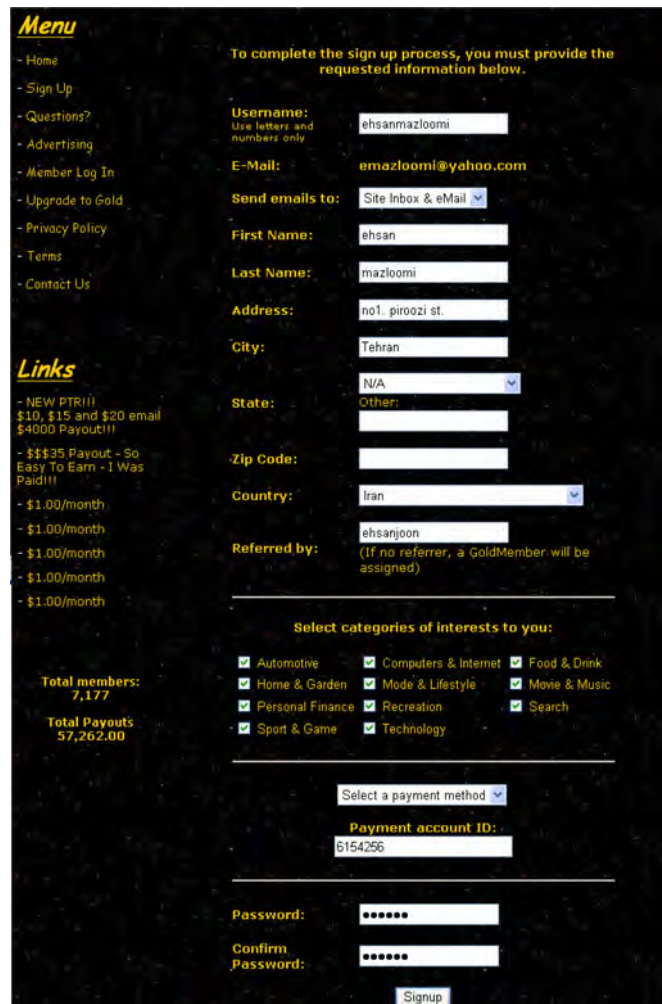 Menu
- Home
- Sign Up
- Questions?
- Advertising
- Member Log In
- Upgrade to Gold
- Privacy Policy
- Terms
- Contact Us
Links
- NEW PTR!!!
$10, $15 and $20 email
$4000 Payout!!!
- $$$35 Payout - So
Easy To Earn - I Was
Paid!!!
- $1.00/month
- $1.00/month
- $1.00/month
- $1.00/month
- $1.00/month
Total members:
7,177
Total Payouts
57,262.00
To complete the sign up process, you must provide the
requested information below.
Username:
Use letters and
numbers only
ehsanmazloomi
E-Mail: emazloomi@yahoo.com
Send emails to: Site Inbox & eMail
First Name: ehsan
Last Name: mazloomi
Address: no1. piroozi st.
City: Tehran
State: N/A
Other:
Zip Code:
Country: Iran
Referred by: ehsanjoon
(If no referrer, a GoldMember will be
assigned)
Select categories of interests to you:
Automotive Computers & Internet Food & Drink
Home & Garden Mode & Lifestyle Movie & Music
Personal Finance Recreation Search
Sport & Game Technology
Select a payment method
Payment account ID:
6154256
Password: ●●●●●●
Confirm
Password: ●●●●●●
Signup